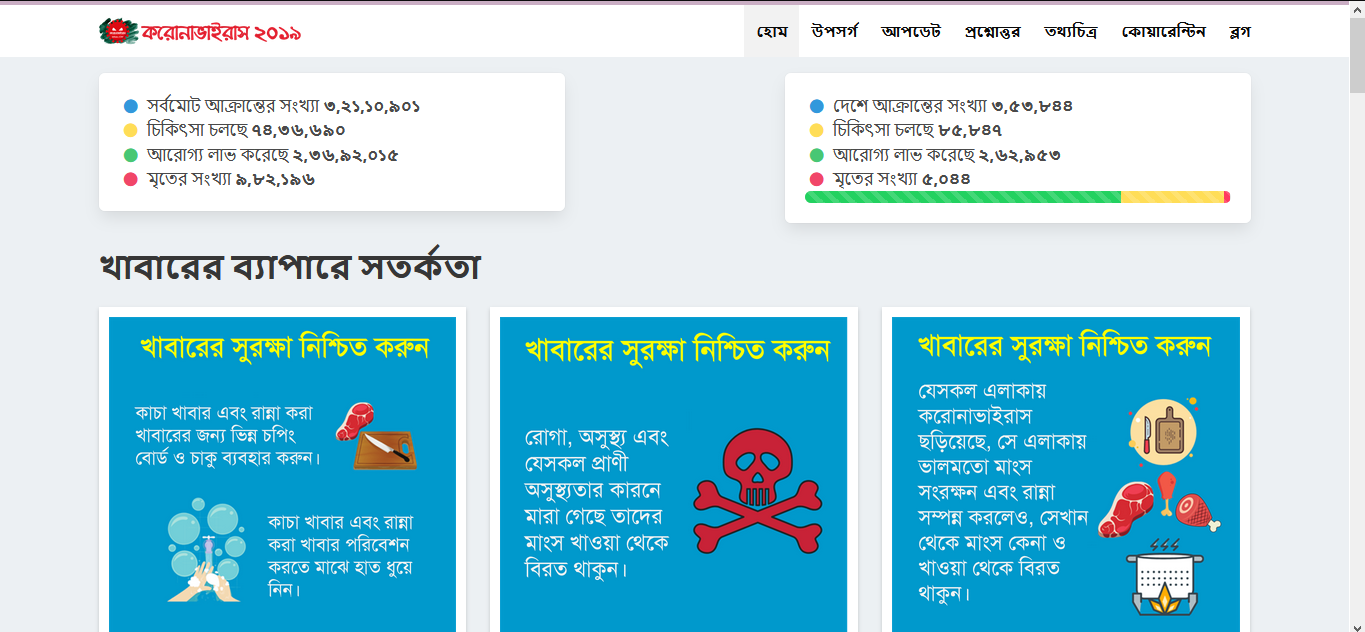 করোনাভাইরাস ২০১৯
হোম উপসর্গ আপডেট প্রশ্নোত্তর তথ্যচিত্র কোয়ারেন্টিন ব্লগ
সর্বমোট আক্রান্তের সংখ্যা ৩,২১,১০,৯০১
চিকিৎসা চলছে ৭৪,৩৬,৬৯০
আরোগ্য লাভ করেছে ২,৩৬,৯২,০১৫
মৃতের সংখ্যা ৯,৮২,১৯৬
দেশে আক্রান্তের সংখ্যা ৩,৫৩,৮৪৪
চিকিৎসা চলছে ৮৫,৮৪৭
আরোগ্য লাভ করেছে ২,৬২,৯৫৩
মৃতের সংখ্যা ৫,০৪৪
খাবারের ব্যাপারে সতর্কতা
খাবারের সুরক্ষা নিশ্চিত করুন
কাচা খাবার এবং রান্না করা
খাবারের জন্য ভিন্ন চপিং
বোর্ড ও চাকু ব্যবহার করুন।
কাচা খাবার এবং রান্না
করা খাবার পরিবেশন
করতে মাঝে হাত ধুয়ে
নিন।
খাবারের সুরক্ষা নিশ্চিত করুন
রোগা, অসুস্থ্য এবং
যেসকল প্রাণী
অসুস্থ্যতার কারনে
মারা গেছে তাদের
মাংস খাওয়া থেকে
বিরত থাকুন।
খাবারের সুরক্ষা নিশ্চিত করুন
যেসকল এলাকায়
করোনাভাইরাস
ছড়িয়েছে, সে এলাকায়
ভালমতো মাংস
সংরক্ষন এবং রান্না
সম্পন্ন করলেও, সেখান
থেকে মাংস কেনা ও
খাওয়া থেকে বিরত
থাকুন।